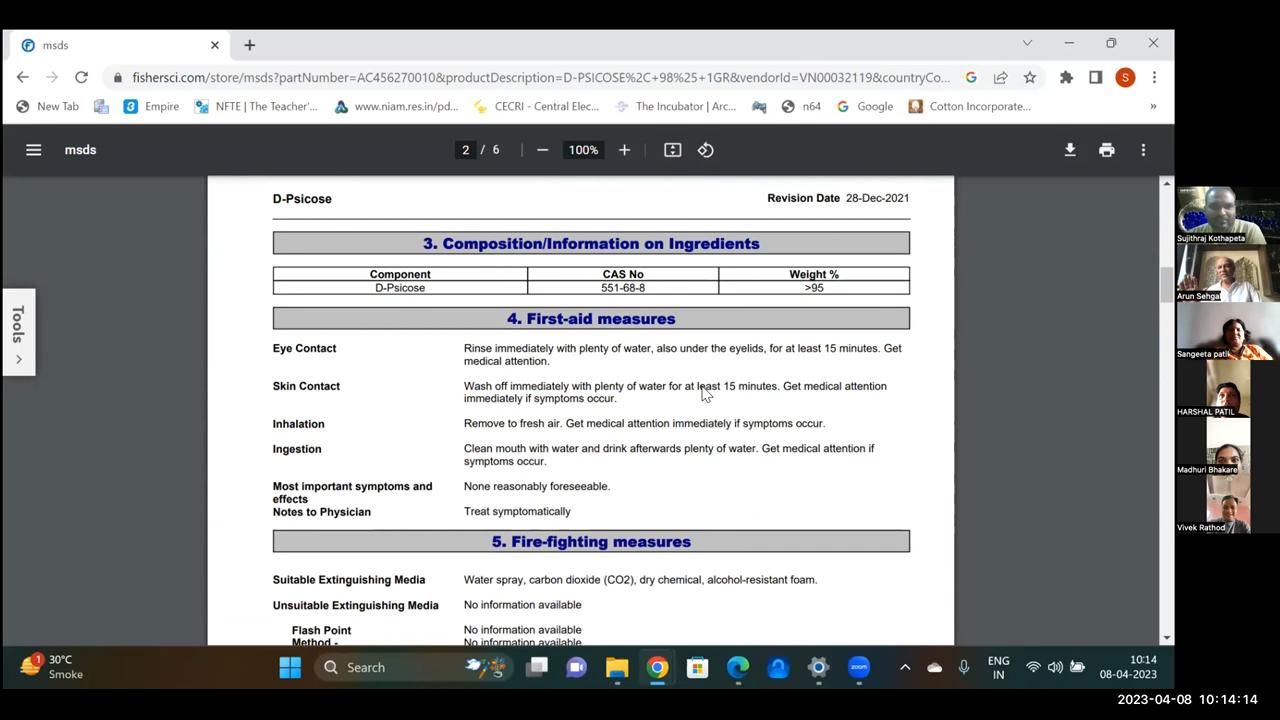 msds
fishersci.com/store/msds?partNumber=AC456270010&productDescription=D-PSICOSE%2C+98%25+1GR&vendorId=VN00032119&countryCo...
S
New Tab
Empire
NFTE | The Teacher'...
www.niam.res.in/pd...
CECRI - Central Elec...
The Incubator | Arc...
n64
Google
Cotton Incorporate...
»
msds
2 / 6
100%
D-Psicose Revision Date 28-Dec-2021
3. Composition/Information on Ingredients
Component CAS No Weight %
D-Psicose 551-68-8 >95
4. First-aid measures
Eye Contact Rinse immediately with plenty of water, also under the eyelids, for at least 15 minutes. Get
medical attention.
Skin Contact Wash off immediately with plenty of water for at least 15 minutes. Get medical attention
immediately if symptoms occur.
Inhalation Remove to fresh air. Get medical attention immediately if symptoms occur.
Ingestion Clean mouth with water and drink afterwards plenty of water. Get medical attention if
symptoms occur.
Most important symptoms and None reasonably foreseeable.
effects
Notes to Physician Treat symptomatically
5. Fire-fighting measures
Suitable Extinguishing Media Water spray, carbon dioxide (CO2), dry chemical, alcohol-resistant foam.
Unsuitable Extinguishing Media No information available
Flash Point No information available
Method - No information available
Tools
Sujithraj Kothapeta
Arun Sehgal
Sangeeta patil
HARSHAL PATIL
Madhuri Bhakare
Vivek Rathod
1
30°C
Smoke
Search
zoom
ENG
IN
10:14
08-04-2023
2023-04-08 10:14:14